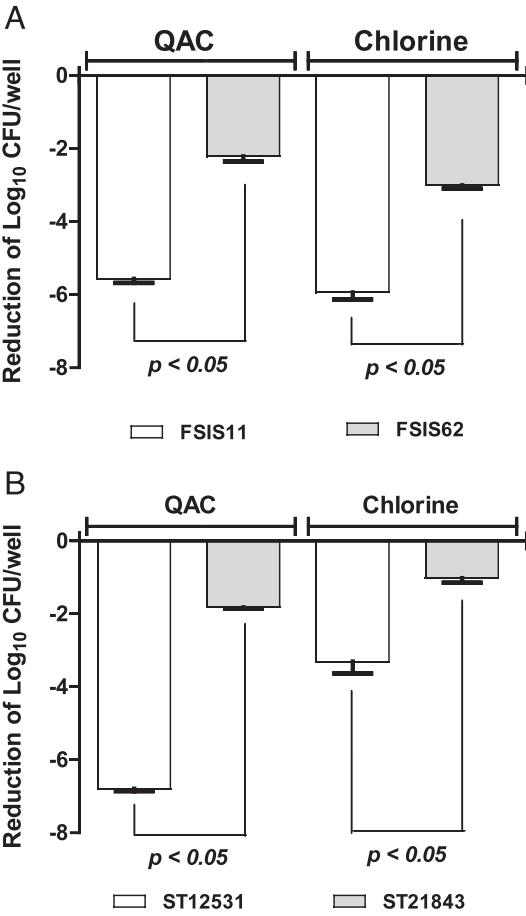 A
QAC Chlorine
Reduction of Log10 CFU/well
0
-2
-4
-6
-8
p < 0.05 p < 0.05
FSIS11 FSIS62
B
QAC Chlorine
Reduction of Log10 CFU/well
0
-2
-4
-6
-8
p < 0.05 p < 0.05
ST12531 ST21843